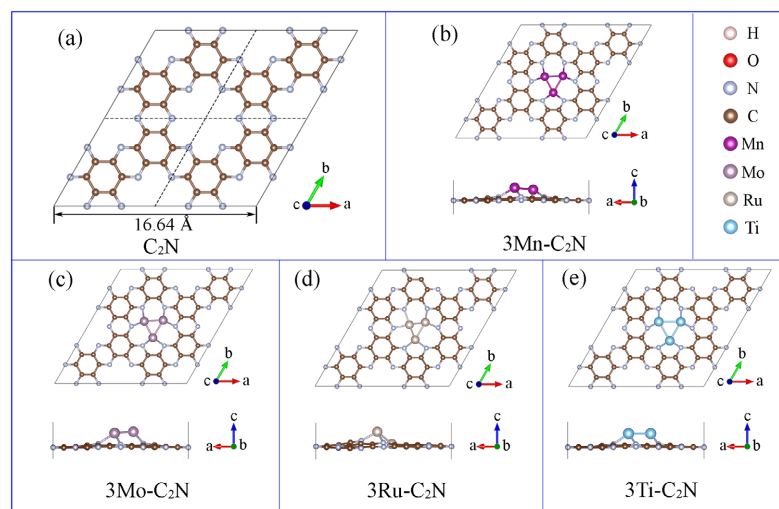 (a)
b
c
a
16.64 Å
C₂N
(b)
b
c
a
c
a
b
3Mn-C₂N
H
O
N
C
Mn
Mo
Ru
Ti
(c)
b
c
a
c
a
b
3Mo-C₂N
(d)
b
c
a
c
a
b
3Ru-C₂N
(e)
b
c
a
c
a
b
3Ti-C₂N